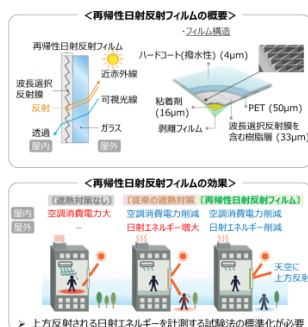 <再帰性日射反射フィルムの概要>
・フィルム構造
再帰性日射反射フィルム
ハードコート(撥水性) (4μm)
近赤外線
波長選択
反射膜
反射
可視光線
粘着剤
(16μm)
PET (50μm)
ガラス
剥離フィルム
波長選択反射膜を
含む樹脂層 (33μm)
透過
屋内
屋外
<再帰性日射反射フィルムの効果>
〔遮熱対策なし〕
〔従来の遮熱対策〕
〔再帰性日射反射フィルム〕
屋内
空調消費電力大
空調消費電力削減
空調消費電力削減
屋外
－
日射エネルギー増大
日射エネルギー削減
天空に
上方反射
➢ 上方反射される日射エネルギーを計測する試験法の標準化が必要